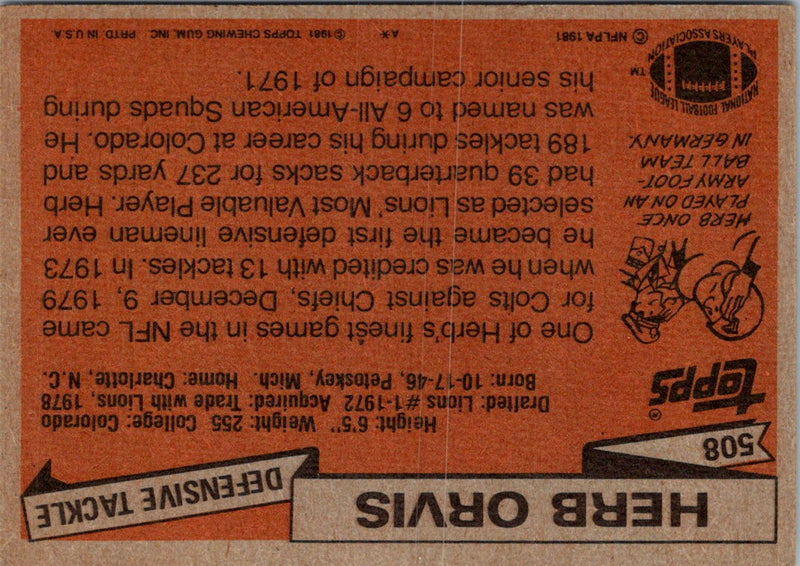 HERB ORVIS
DEFENSIVE TACKLE
508
Height: 6'5" Weight: 255 College: Colorado
Drafted: Lions #1-1972 Acquired: Trade with Lions, 1978
Born: 10-17-46, Petoskey, Mich. Home: Charlotte, N.C.
Topps®
One of Herb's finest games in the NFL came
for Colts against Chiefs, December 9, 1979
when he was credited with 13 tackles. In 1973
he became the first defensive lineman ever
selected as Lions' Most Valuable Player. Herb
had 39 quarterback sacks for 237 yards and
189 tackles during his career at Colorado. He
was named to 6 All-American Squads during
his senior campaign of 1971.
HERB ONCE
PLAYED ON AN
ARMY FOOT-
BALL TEAM
IN GERMANY.
NATIONAL FOOTBALL LEAGUE
PLAYERS ASSOCIATION
TM
© NFLPA 1981
A*
© 1981 TOPPS CHEWING GUM, INC. PRTD. IN U.S.A